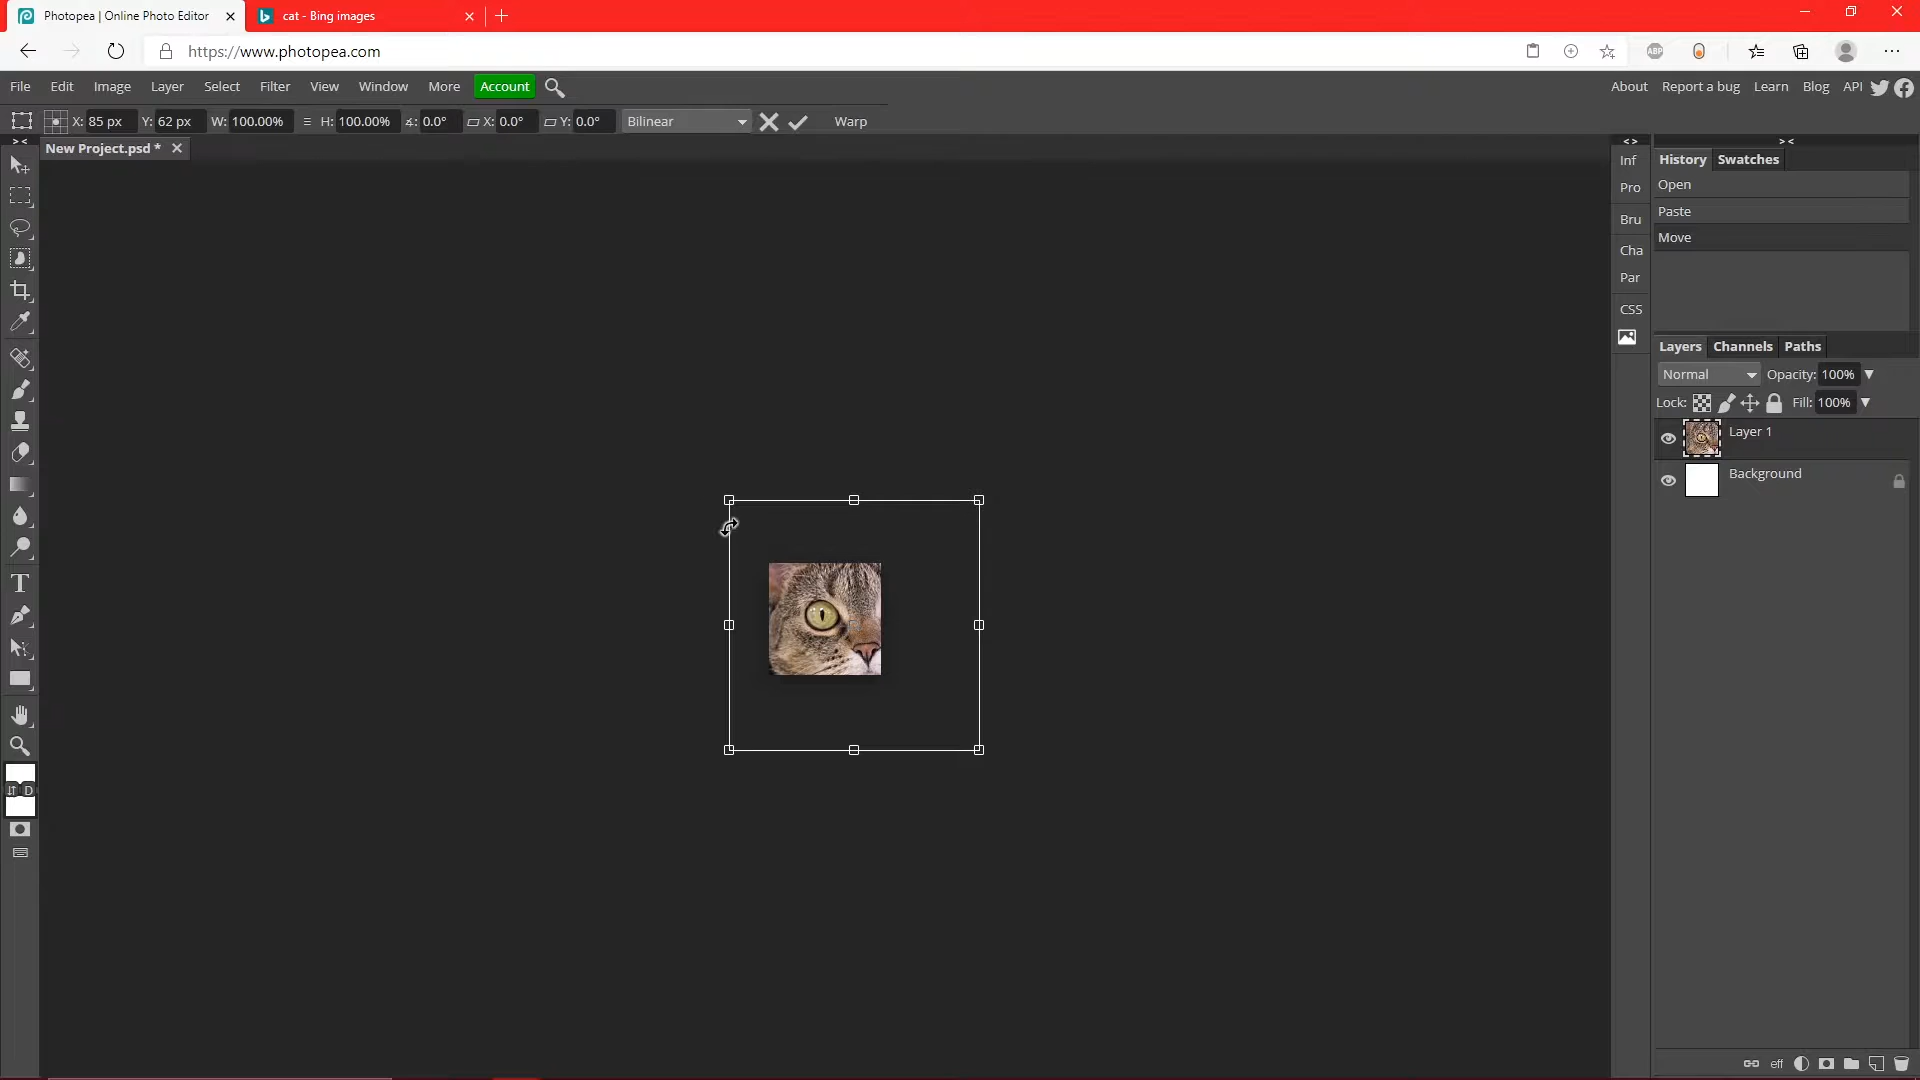 Photopea | Online Photo Editor
cat - Bing images
https://www.photopea.com
ABP
File Edit Image Layer Select Filter View Window More Account
About Report a bug Learn Blog API
X: 85 px Y: 62 px W: 100.00% H: 100.00% 0.0° X: 0.0° Y: 0.0° Bilinear Warp
New Project.psd *
> <
< >
> <
Inf
Pro
Bru
Cha
Par
CSS
History Swatches
Open
Paste
Move
Layers Channels Paths
Normal Opacity: 100%
Lock: Fill: 100%
Layer 1
Background
T
D
eff